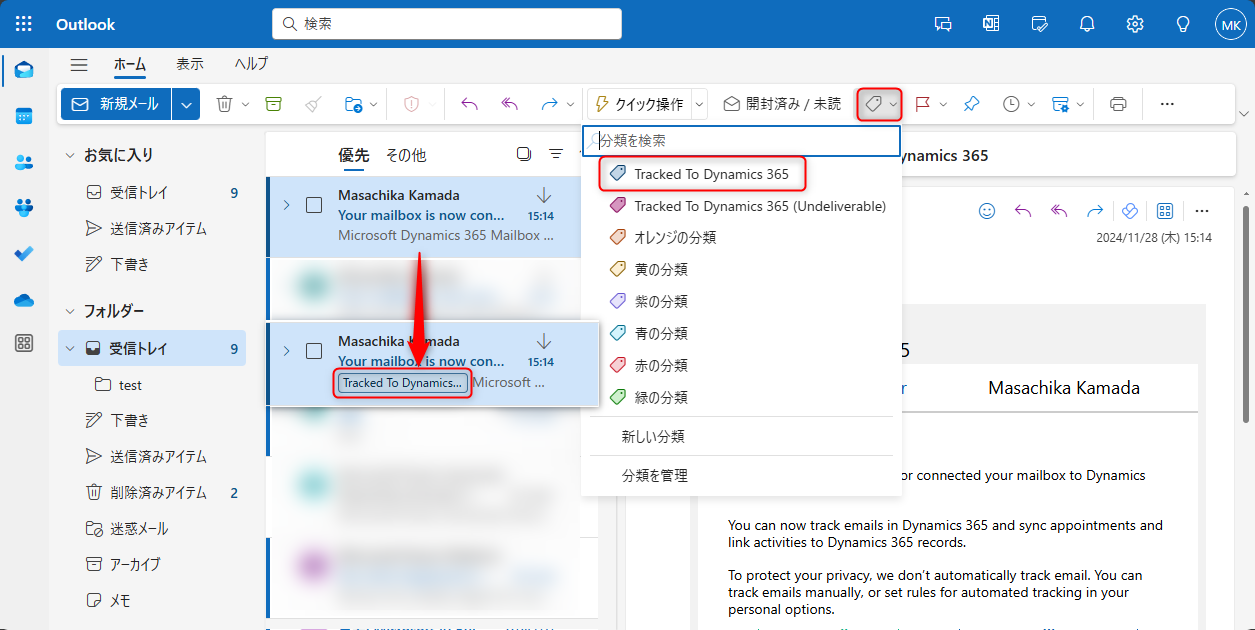 Outlook
検索
MK
ホーム
表示
ヘルプ
新規メール
クイック操作
開封済み / 未読
お気に入り
受信トレイ 9
送信済みアイテム
下書き
フォルダー
受信トレイ 9
test
下書き
送信済みアイテム
削除済みアイテム 2
迷惑メール
アーカイブ
メモ
優先 その他
Masachika Kamada
Your mailbox is now con... 15:14
Microsoft Dynamics 365 Mailbox ...
Masachika Kamada
Your mailbox is now con... 15:14
Tracked To Dynamics... Microsoft ...
分類を検索
Tracked To Dynamics 365
Tracked To Dynamics 365 (Undeliverable)
オレンジの分類
黄の分類
紫の分類
青の分類
赤の分類
緑の分類
新しい分類
分類を管理
ynamics 365
2024/11/28 (木) 15:14
5
r Masachika Kamada
or connected your mailbox to Dynamics
You can now track emails in Dynamics 365 and sync appointments and
link activities to Dynamics 365 records.
To protect your privacy, we don't automatically track email. You can
track emails manually, or set rules for automated tracking in your
personal options.